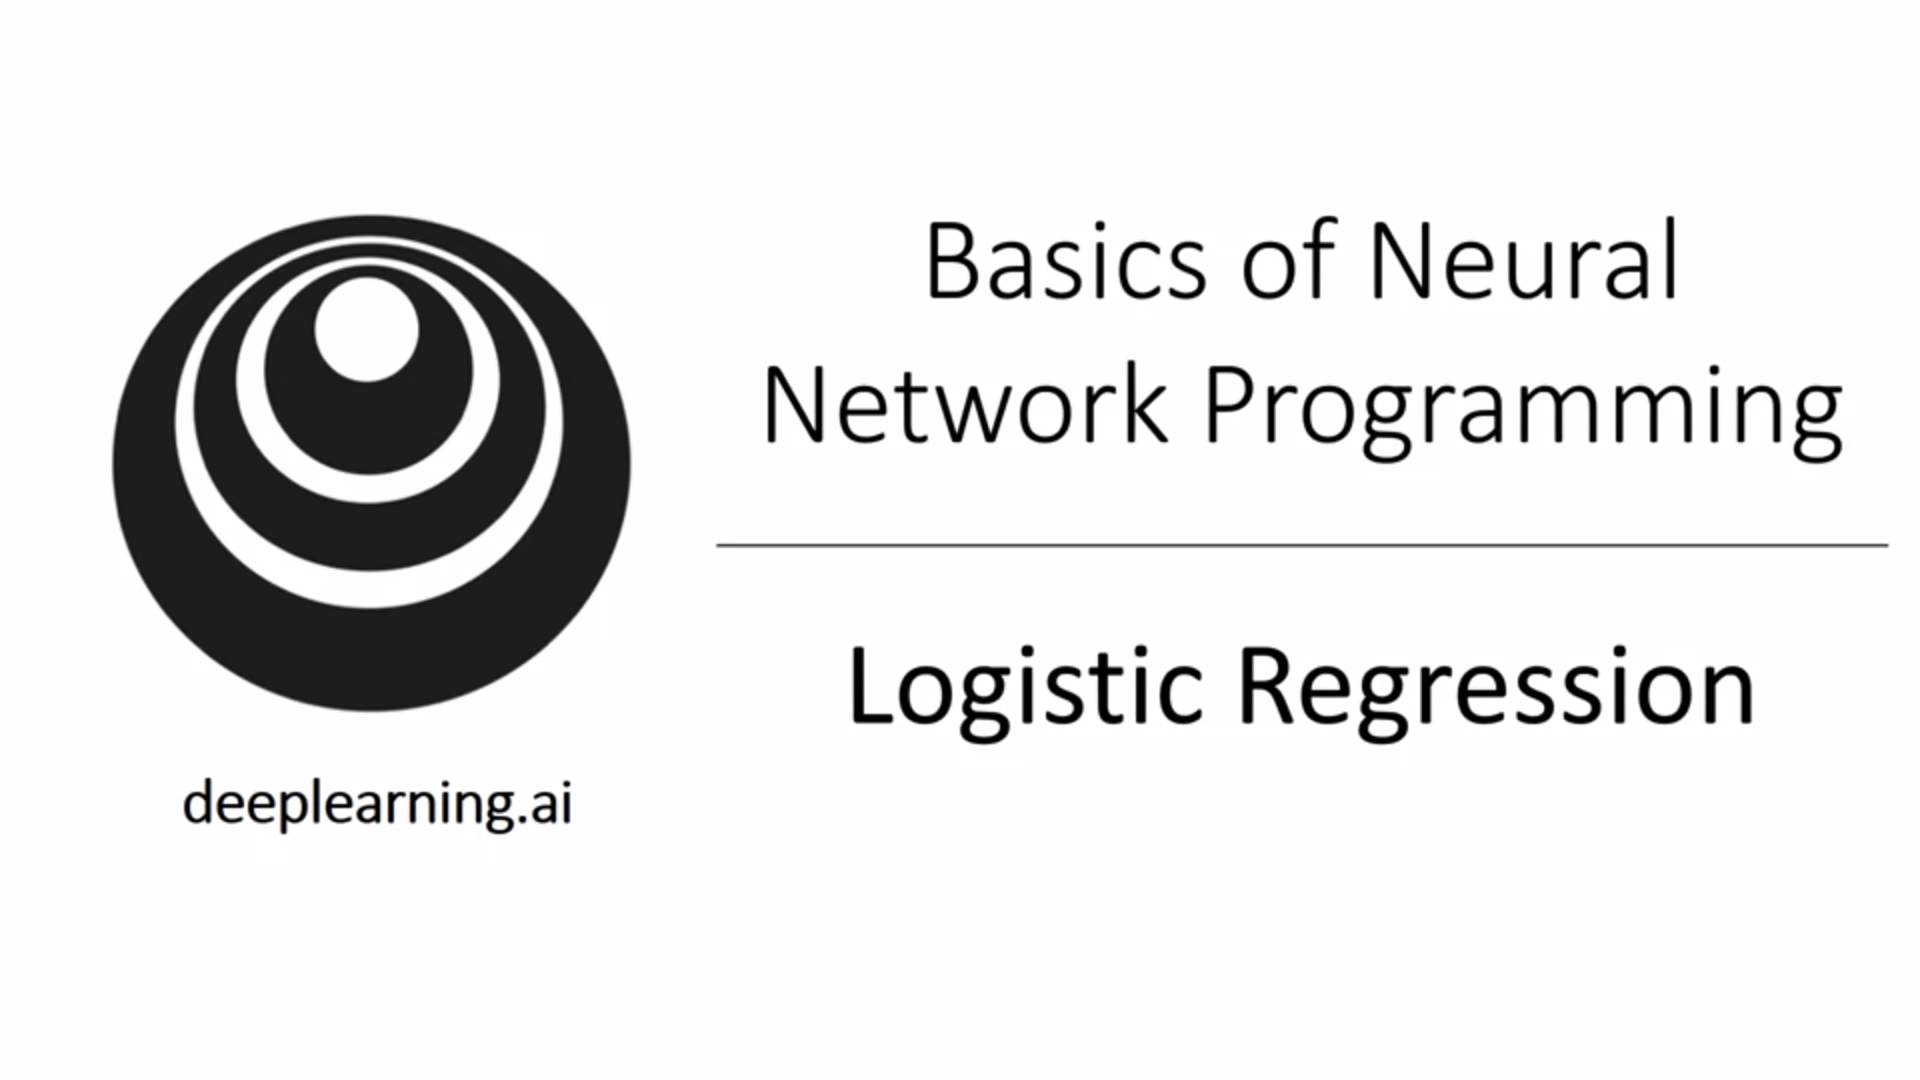 Basics of Neural
Network Programming
Logistic Regression
deeplearning.ai